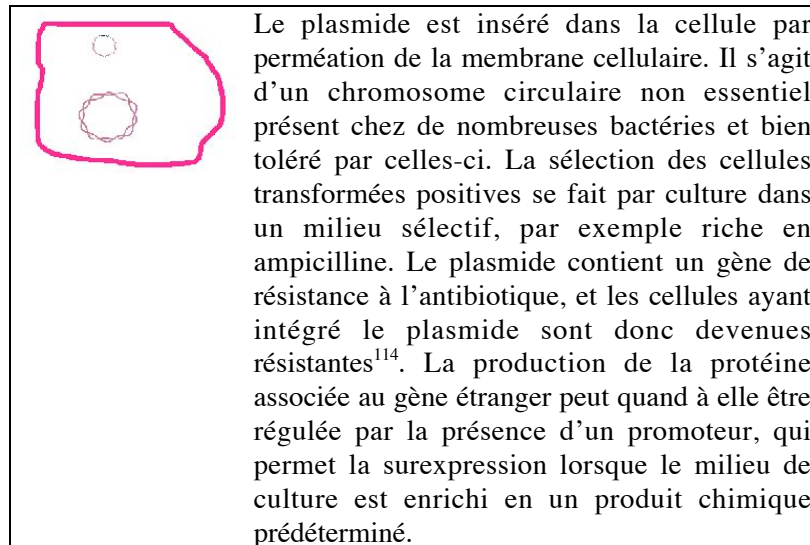 Le plasmide est inséré dans la cellule par
perméation de la membrane cellulaire. Il s’agit
d’un chromosome circulaire non essentiel
présent chez de nombreuses bactéries et bien
toléré par celles-ci. La sélection des cellules
transformées positives se fait par culture dans
un milieu sélectif, par exemple riche en
ampicilline. Le plasmide contient un gène de
résistance à l’antibiotique, et les cellules ayant
intégré le plasmide sont donc devenues
résistantes114. La production de la protéine
associée au gène étranger peut quand à elle être
régulée par la présence d’un promoteur, qui
permet la surexpression lorsque le milieu de
culture est enrichi en un produit chimique
prédéterminé.